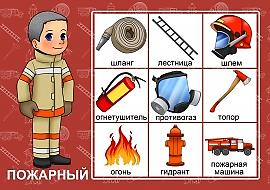 шланг
лестница
шлем
огнетушитель
противогаз
топор
огонь
гидрант
пожарная
машина
ПОЖАРНЫЙ